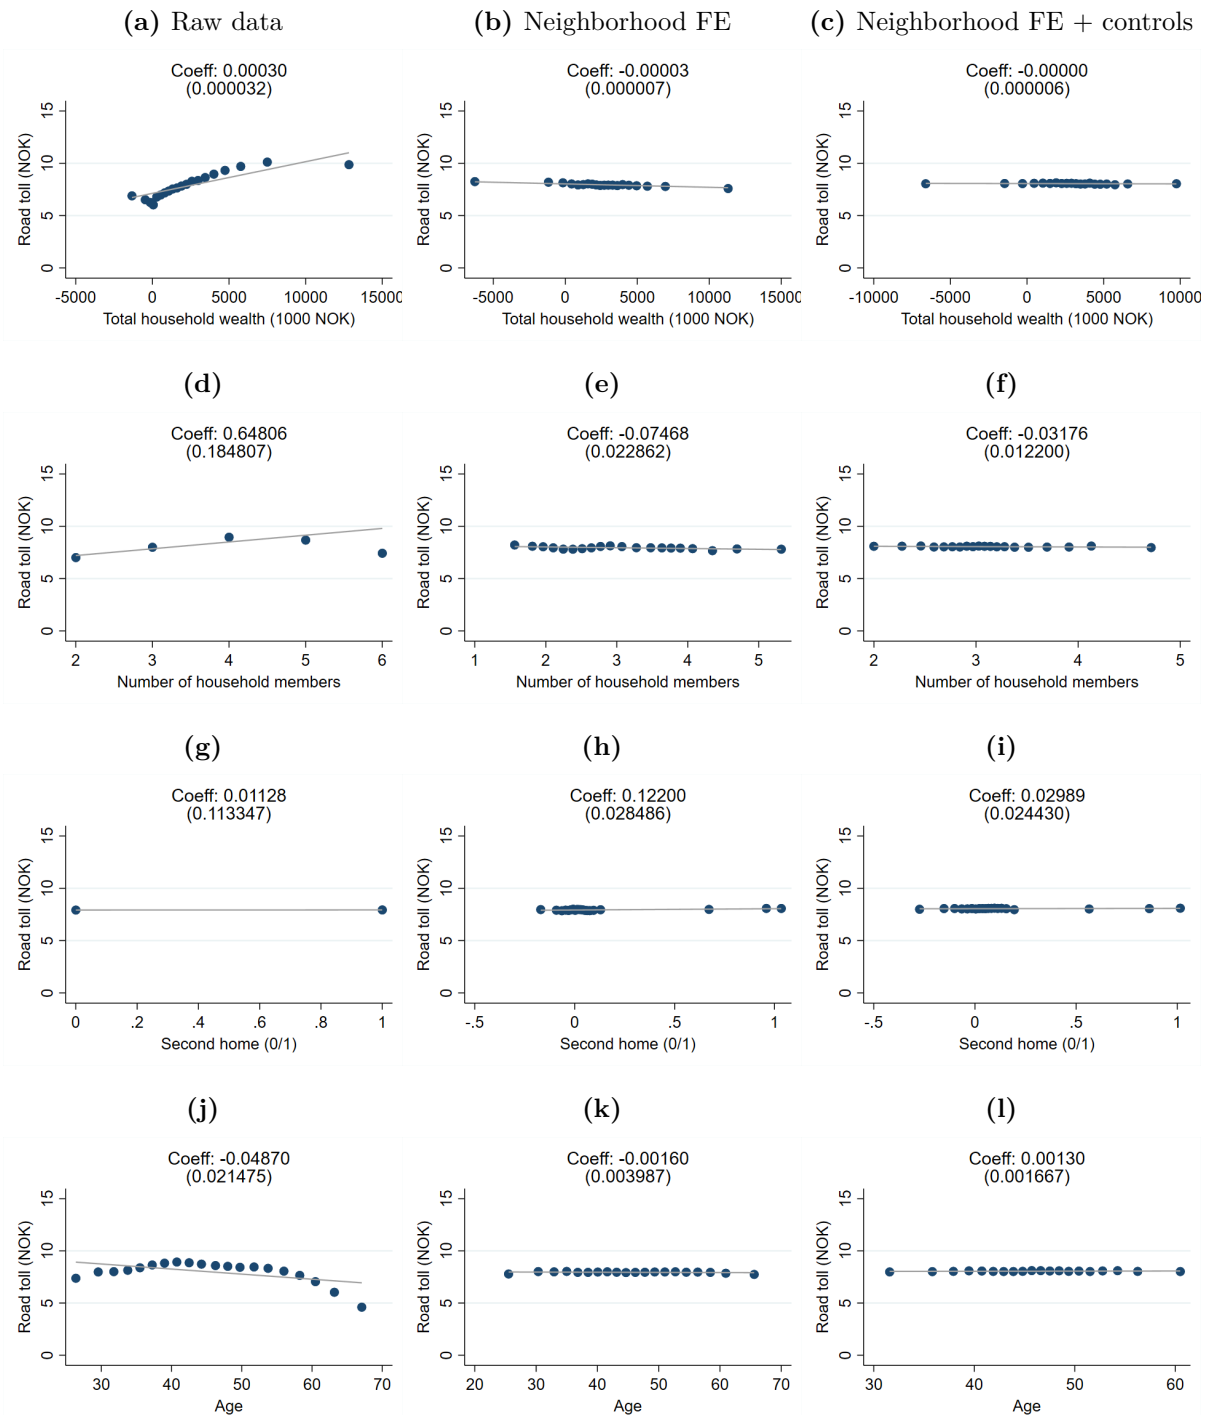 (a) Raw data
(b) Neighborhood FE
(c) Neighborhood FE + controls
Coeff: 0.00030
(0.000032)
Road toll (NOK)
15
10
5
0
-5000 0 5000 10000 15000
Total household wealth (1000 NOK)
Coeff: -0.00003
(0.000007)
Road toll (NOK)
15
10
5
0
-5000 0 5000 10000 15000
Total household wealth (1000 NOK)
Coeff: -0.00000
(0.000006)
Road toll (NOK)
15
10
5
0
-10000 -5000 0 5000 10000
Total household wealth (1000 NOK)
(d)
(e)
(f)
Coeff: 0.64806
(0.184807)
Road toll (NOK)
15
10
5
0
2 3 4 5 6
Number of household members
Coeff: -0.07468
(0.022862)
Road toll (NOK)
15
10
5
0
1 2 3 4 5
Number of household members
Coeff: -0.03176
(0.012200)
Road toll (NOK)
15
10
5
0
2 3 4 5
Number of household members
(g)
(h)
(i)
Coeff: 0.01128
(0.113347)
Road toll (NOK)
15
10
5
0
0 .2 .4 .6 .8 1
Second home (0/1)
Coeff: 0.12200
(0.028486)
Road toll (NOK)
15
10
5
0
-.5 0 .5 1
Second home (0/1)
Coeff: 0.02989
(0.024430)
Road toll (NOK)
15
10
5
0
-.5 0 .5 1
Second home (0/1)
(j)
(k)
(l)
Coeff: -0.04870
(0.021475)
Road toll (NOK)
15
10
5
0
30 40 50 60 70
Age
Coeff: -0.00160
(0.003987)
Road toll (NOK)
15
10
5
0
20 30 40 50 60 70
Age
Coeff: 0.00130
(0.001667)
Road toll (NOK)
15
10
5
0
30 40 50 60
Age